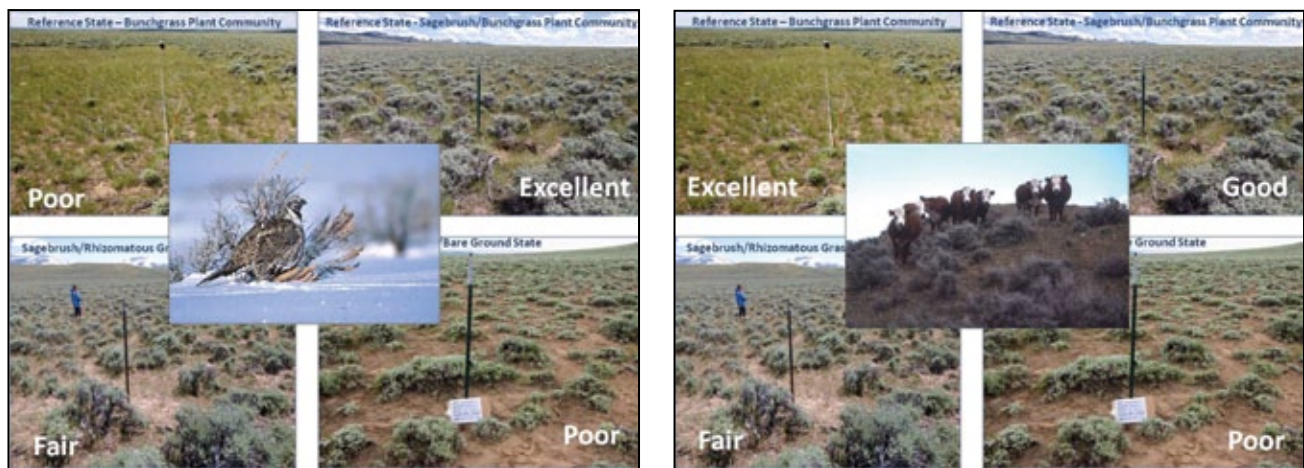 Reference State – Bunchgrass Plant Community
Reference State - Sagebrush/Bunchgrass Plant Community
Poor
Excellent
Sagebrush/Rhizomatous Gra
Bare Ground State
Fair
Poor
Reference State – Bunchgrass Plant Community
Reference State - Sagebrush/Bunchgrass Plant Community
Excellent
Good
Sagebrush/Rhizomatous Gras
Ground State
Fair
Poor